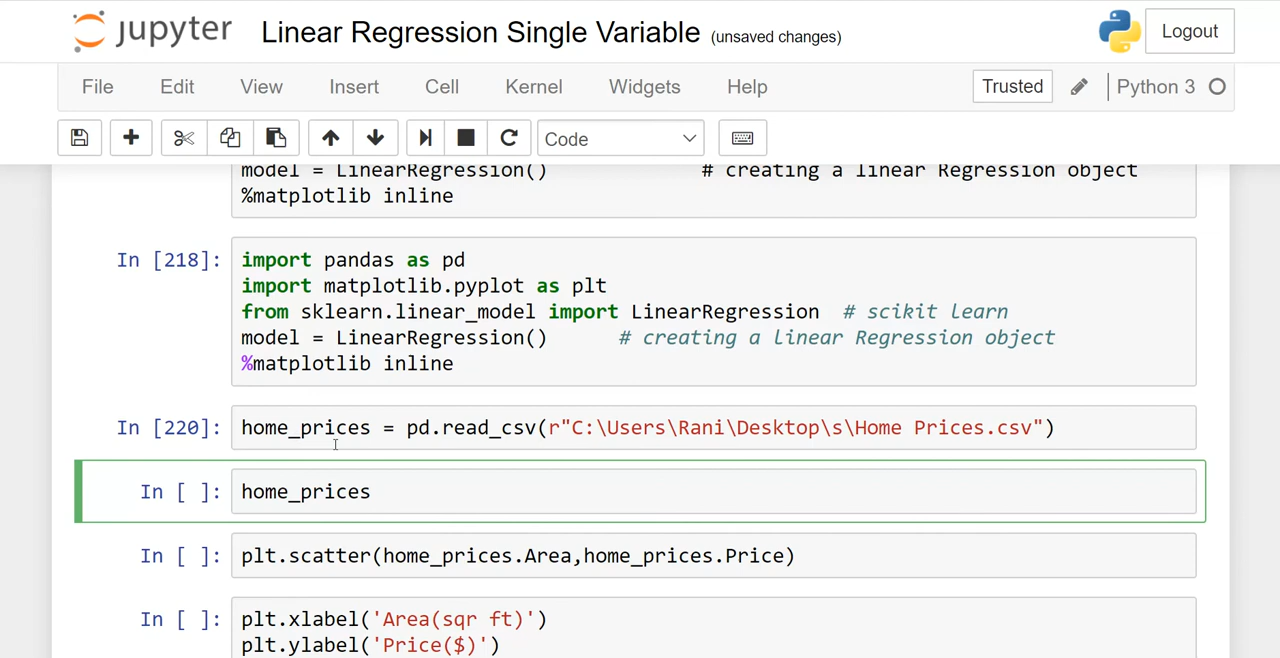 jupyter Linear Regression Single Variable (unsaved changes) Logout
File Edit View Insert Cell Kernel Widgets Help Trusted Python 3
Code
model = LinearRegression() # creating a linear Regression object
%matplotlib inline
In [218]: import pandas as pd
import matplotlib.pyplot as plt
from sklearn.linear_model import LinearRegression # scikit learn
model = LinearRegression() # creating a linear Regression object
%matplotlib inline
In [220]: home_prices = pd.read_csv(r"C:\Users\Rani\Desktop\s\Home Prices.csv")
In [ ]: home_prices
In [ ]: plt.scatter(home_prices.Area,home_prices.Price)
In [ ]: plt.xlabel('Area(sqr ft)')
plt.ylabel('Price($)')